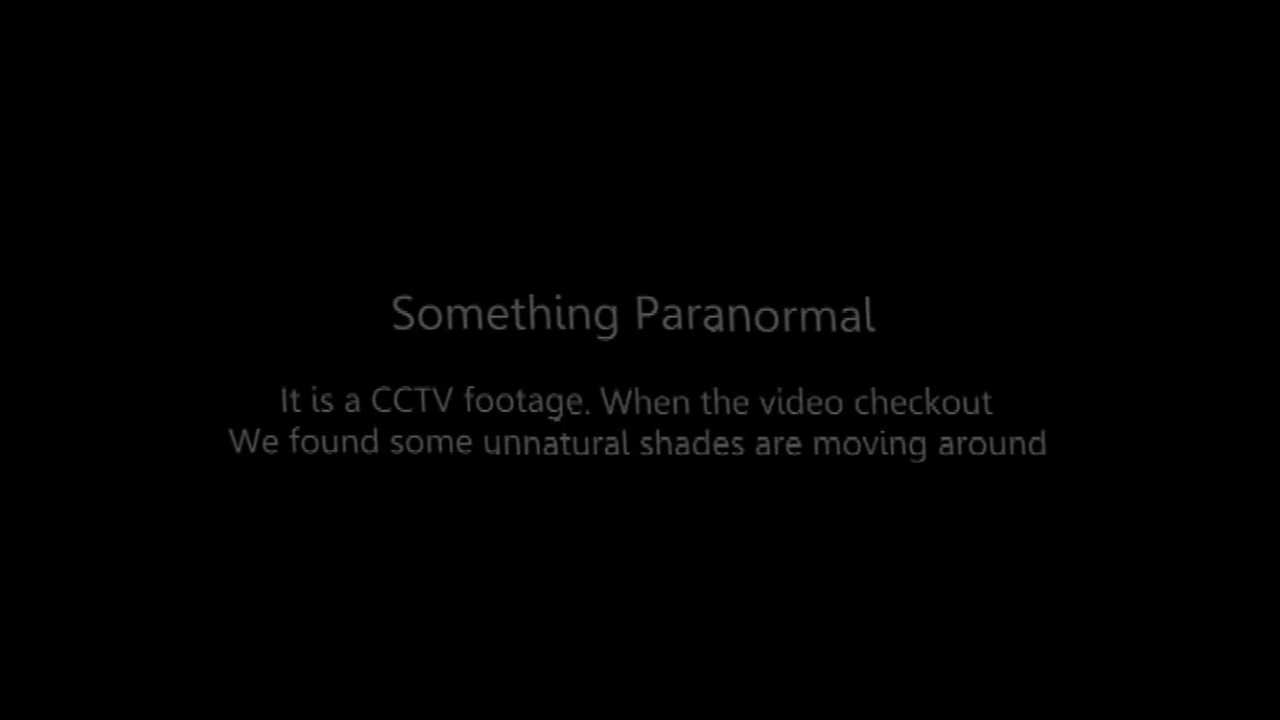 Something Paranormal
It is a CCTV footage. When the video checkout
We found some unnatural shades are moving around